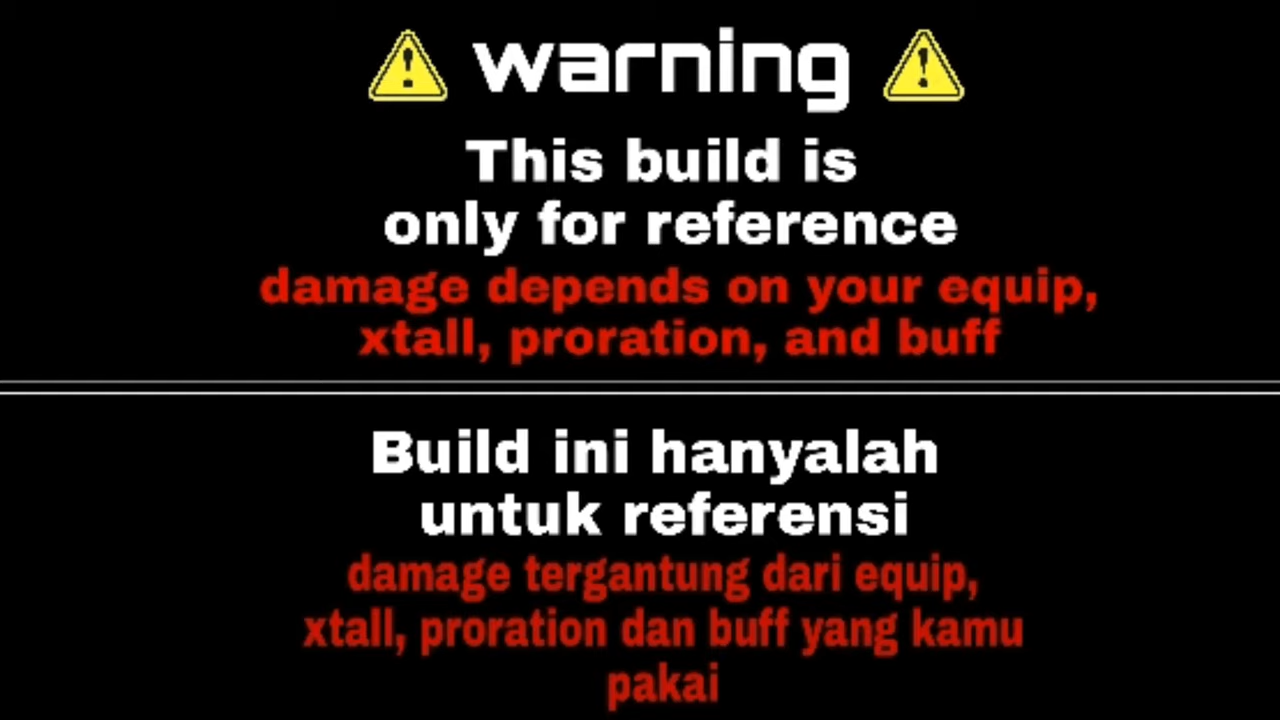 warning
This build is
only for reference
damage depends on your equip,
xtall, proration, and buff
Build ini hanyalah
untuk referensi
damage tergantung dari equip,
xtall, proration dan buff yang kamu
pakai